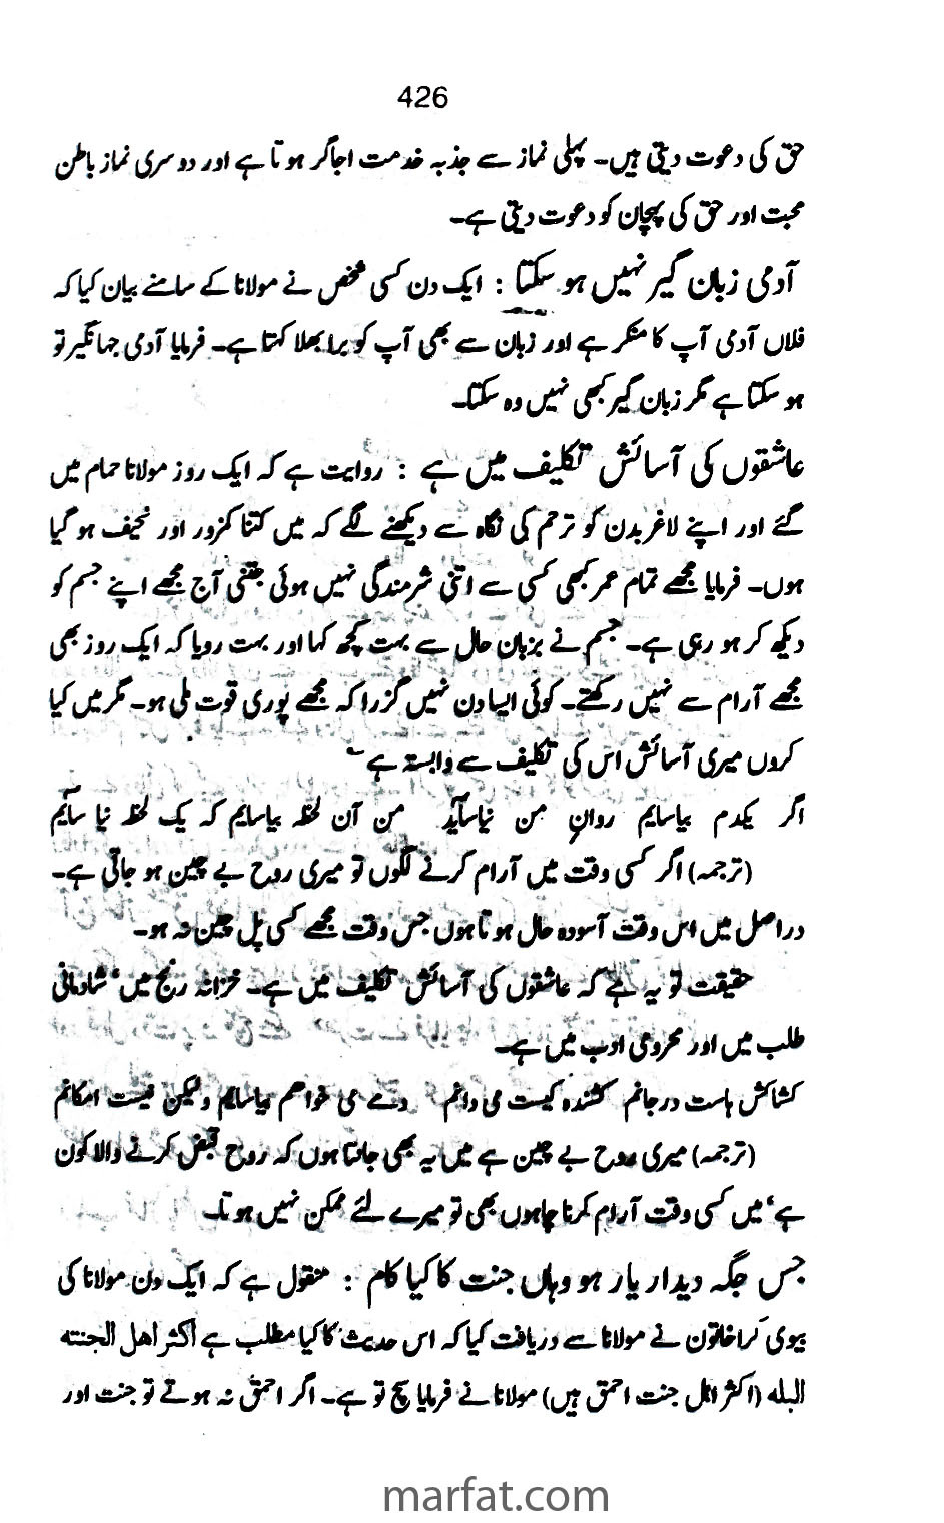 426
حق کی دعوت دیتی ہیں۔ پہلی نماز سے جذبہ خدمت اجاگر ہوتا ہے اور دوسری نماز باطن
محبت اور حق کی پہچان کو دعوت دیتی ہے۔
آدمی زبان گیر نہیں ہو سکتا : ایک دن کسی شخص نے مولانا کے سامنے بیان کیا کہ
فلاں آدمی آپ کا منکر ہے اور زبان سے بھی آپ کو برا بھلا کہتا ہے۔ فرمایا آدمی جہانگیر تو
ہو سکتا ہے مگر زبان گیر کبھی نہیں وہ سکتا۔
عاشقوں کی آسائش تکلیف میں ہے : روایت ہے کہ ایک روز مولانا حمام میں
گئے اور اپنے لاغر بدن کو ترحم کی نگاہ سے دیکھنے لگے کہ میں کتنا کمزور اور نحیف ہو گیا
ہوں۔ فرمایا مجھے تمام عمر کبھی کسی سے اتنی شرمندگی نہیں ہوئی جتنی آج مجھے اپنے جسم کو
دیکھ کر ہو رہی ہے۔ جسم نے بزبان حال سے بہت کچھ کہا اور بہت رویا کہ ایک روز بھی
مجھے آرام سے نہیں رکھتے۔ کوئی ایسا دن نہیں گزرا کہ مجھے پوری قوت ملی ہو۔ مگر میں کیا
کروں میری آسائش اس کی تکلیف سے وابستہ ہے ؎
اگر یکدم بیاسایم روانِ من نیاساید من آن لحظہ بیاسایم کہ یک لحظہ نیا سایم
(ترجمہ) اگر کسی وقت میں آرام کرنے لگوں تو میری روح بے چین ہو جاتی ہے۔
دراصل میں اس وقت آسودہ حال ہوتا ہوں جس وقت مجھے کسی پل چین نہ ہو۔
حقیقت تو یہ ہے کہ عاشقوں کی آسائش تکلیف میں ہے۔ خزانہ رنج میں‘ شادمانی
طلب میں اور محرومی ادب میں ہے۔
کشاکش ہاست در جانم کشندہ کیست می دانم دے می خواہم بیاسایم ولیکن نیست امکانم
(ترجمہ) میری روح بے چین ہے میں یہ بھی جانتا ہوں کہ روح قبض کرنے والا کون
ہے‘ میں کسی وقت آرام کرنا چاہوں بھی تو میرے لئے ممکن نہیں ہوتا۔
جس جگہ دیدار یار ہو وہاں جنت کا کیا کام : منقول ہے کہ ایک دن مولانا کی
بیوی کراخاتون نے مولانا سے دریافت کیا کہ اس حدیث کا کیا مطلب ہے اکثر اھل الجنتہ
البلہ (اکثر اہل جنت احمق ہیں) مولانا نے فرمایا سچ تو ہے۔ اگر احمق نہ ہوتے تو جنت اور
marfat.com